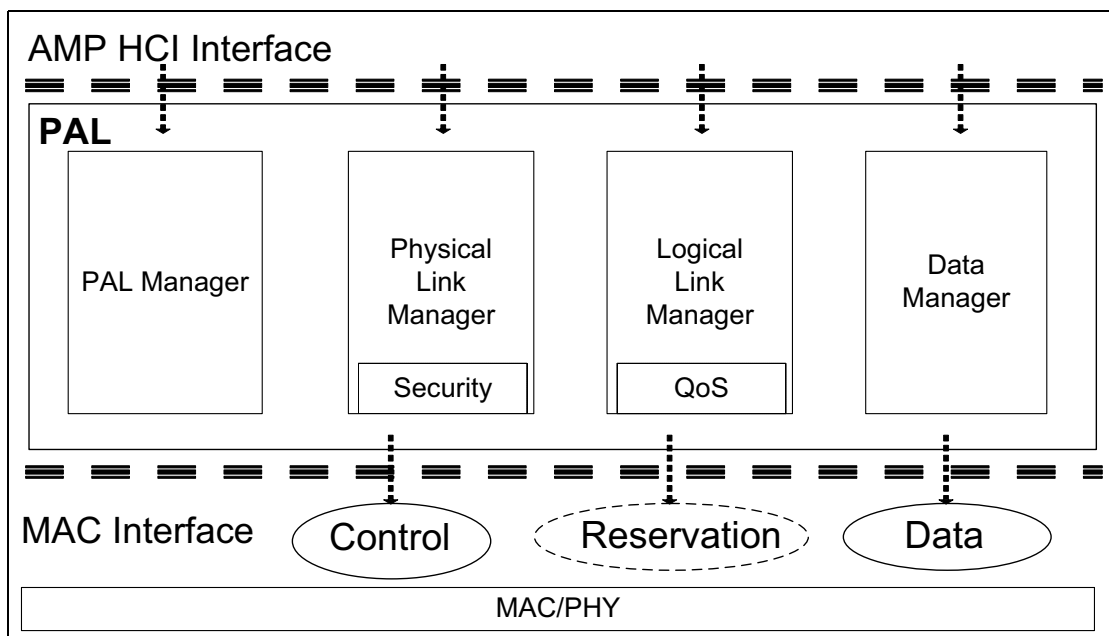 AMP HCI Interface
PAL
PAL Manager
Physical
Link
Manager
Security
Logical
Link
Manager
QoS
Data
Manager
MAC Interface
Control
Reservation
Data
MAC/PHY